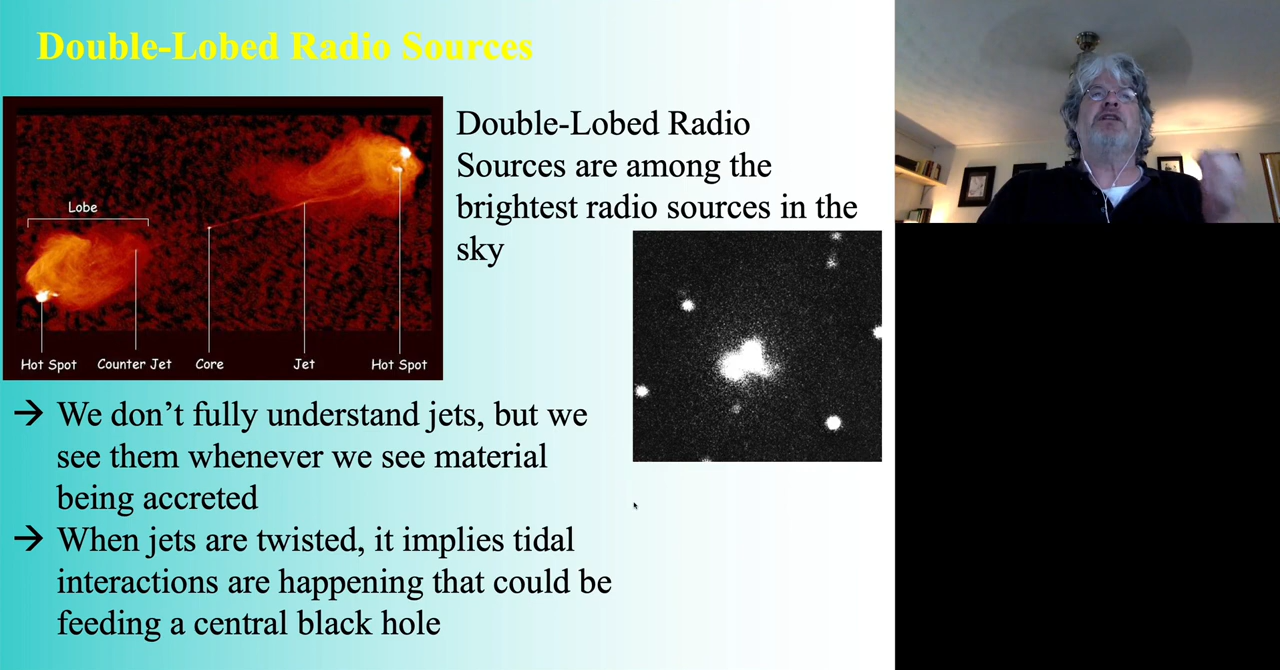 Double-Lobed Radio Sources
Double-Lobed Radio
Sources are among the
brightest radio sources in the
sky
Lobe
Hot Spot
Counter Jet
Core
Jet
Hot Spot
→ We don’t fully understand jets, but we
see them whenever we see material
being accreted
→ When jets are twisted, it implies tidal
interactions are happening that could be
feeding a central black hole